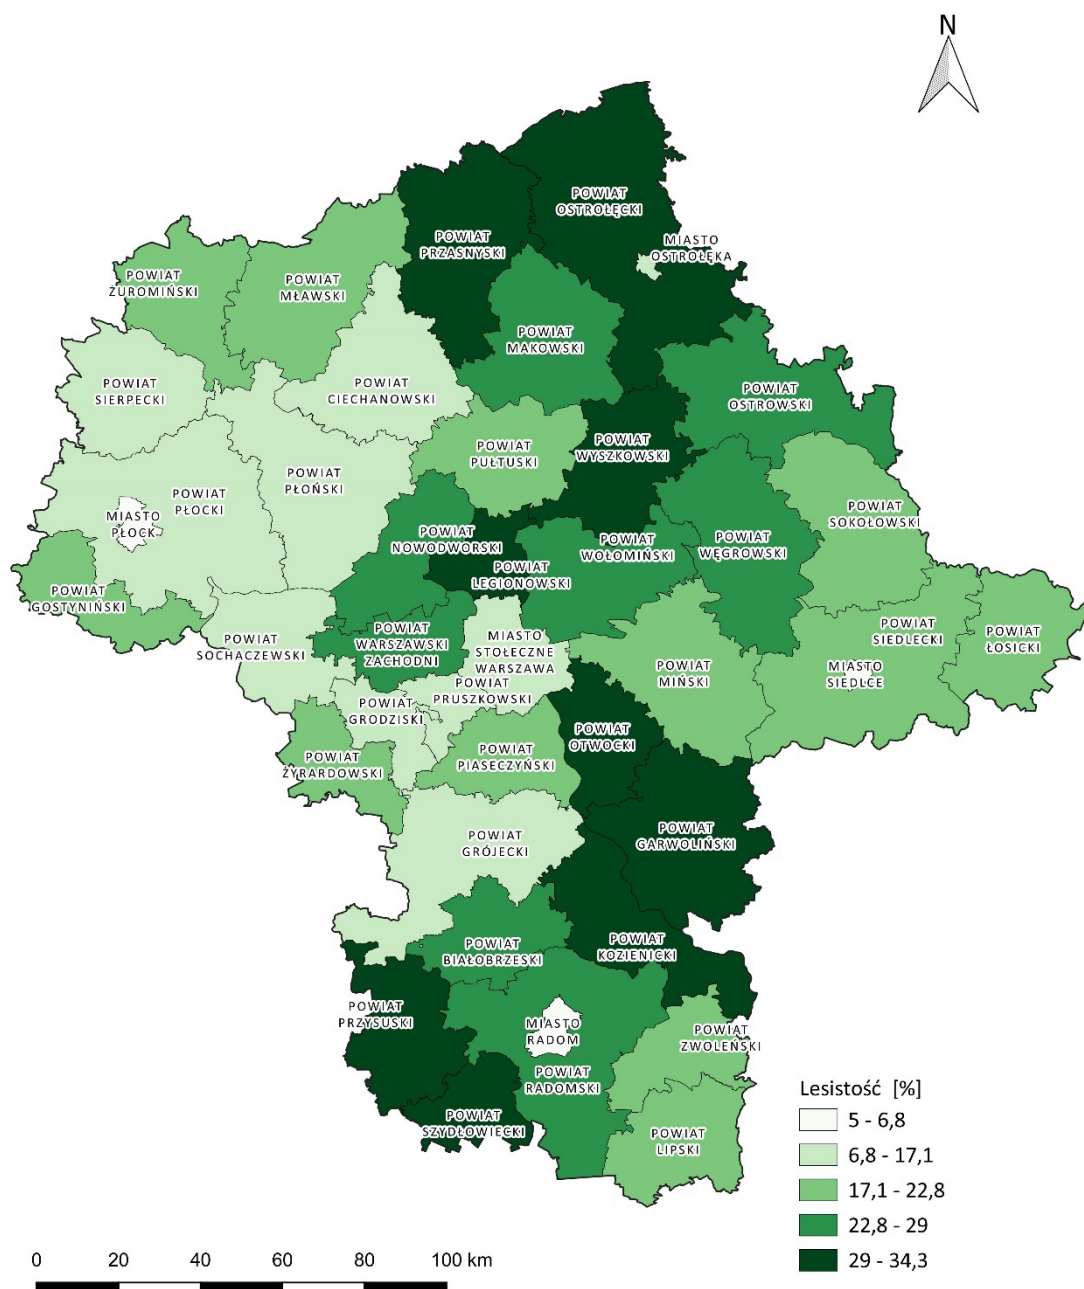 N
POWIAT
OSTROŁĘCKI
MIASTO
OSTROŁĘKA
POWIAT
PRZASNYSKI
POWIAT
ŻUROMIŃSKI
POWIAT
MŁAWSKI
POWIAT
MAKOWSKI
POWIAT
SIERPECKI
POWIAT
CIECHANOWSKI
POWIAT
OSTROWSKI
POWIAT
PUŁTUSKI
POWIAT
WYSZKOWSKI
POWIAT
PŁOŃSKI
POWIAT
PŁOCKI
MIASTO
PŁOCK
POWIAT
SOKOŁOWSKI
POWIAT
NOWODWORSKI
POWIAT
WOŁOMIŃSKI
POWIAT
WĘGROWSKI
POWIAT
LEGIONOWSKI
POWIAT
GOSTYNIŃSKI
POWIAT
SOCHACZEWSKI
POWIAT
WARSZAWSKI
ZACHODNI
MIASTO
STOŁECZNE
WARSZAWA
POWIAT
SIEDLECKI
POWIAT
ŁOSICKI
POWIAT
MIŃSKI
MIASTO
SIEDLCE
POWIAT
PRUSZKOWSKI
POWIAT
GRODZISKI
POWIAT
OTWOCKI
POWIAT
PIASECZYŃSKI
POWIAT
ŻYRARDOWSKI
POWIAT
GRÓJECKI
POWIAT
GARWOLIŃSKI
POWIAT
BIAŁOBRZESKI
POWIAT
KOZIENICKI
POWIAT
PRZYSUSKI
MIASTO
RADOM
POWIAT
ZWOLEŃSKI
POWIAT
RADOMSKI
POWIAT
SZYDŁOWIECKI
POWIAT
LIPSKI
Lesistość [%]
5 - 6,8
6,8 - 17,1
17,1 - 22,8
22,8 - 29
29 - 34,3
0 20 40 60 80 100 km